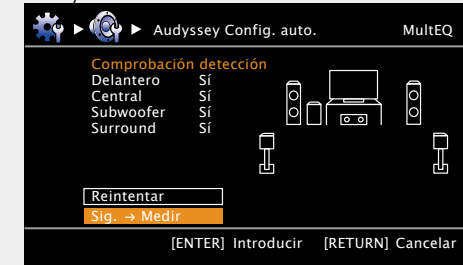 Audyssey Config. auto. MultEQ
Comprobación detección
Delantero Sí
Central Sí
Subwoofer Sí
Surround Sí
Reintentar
Sig. → Medir
[ENTER] Introducir [RETURN] Cancelar